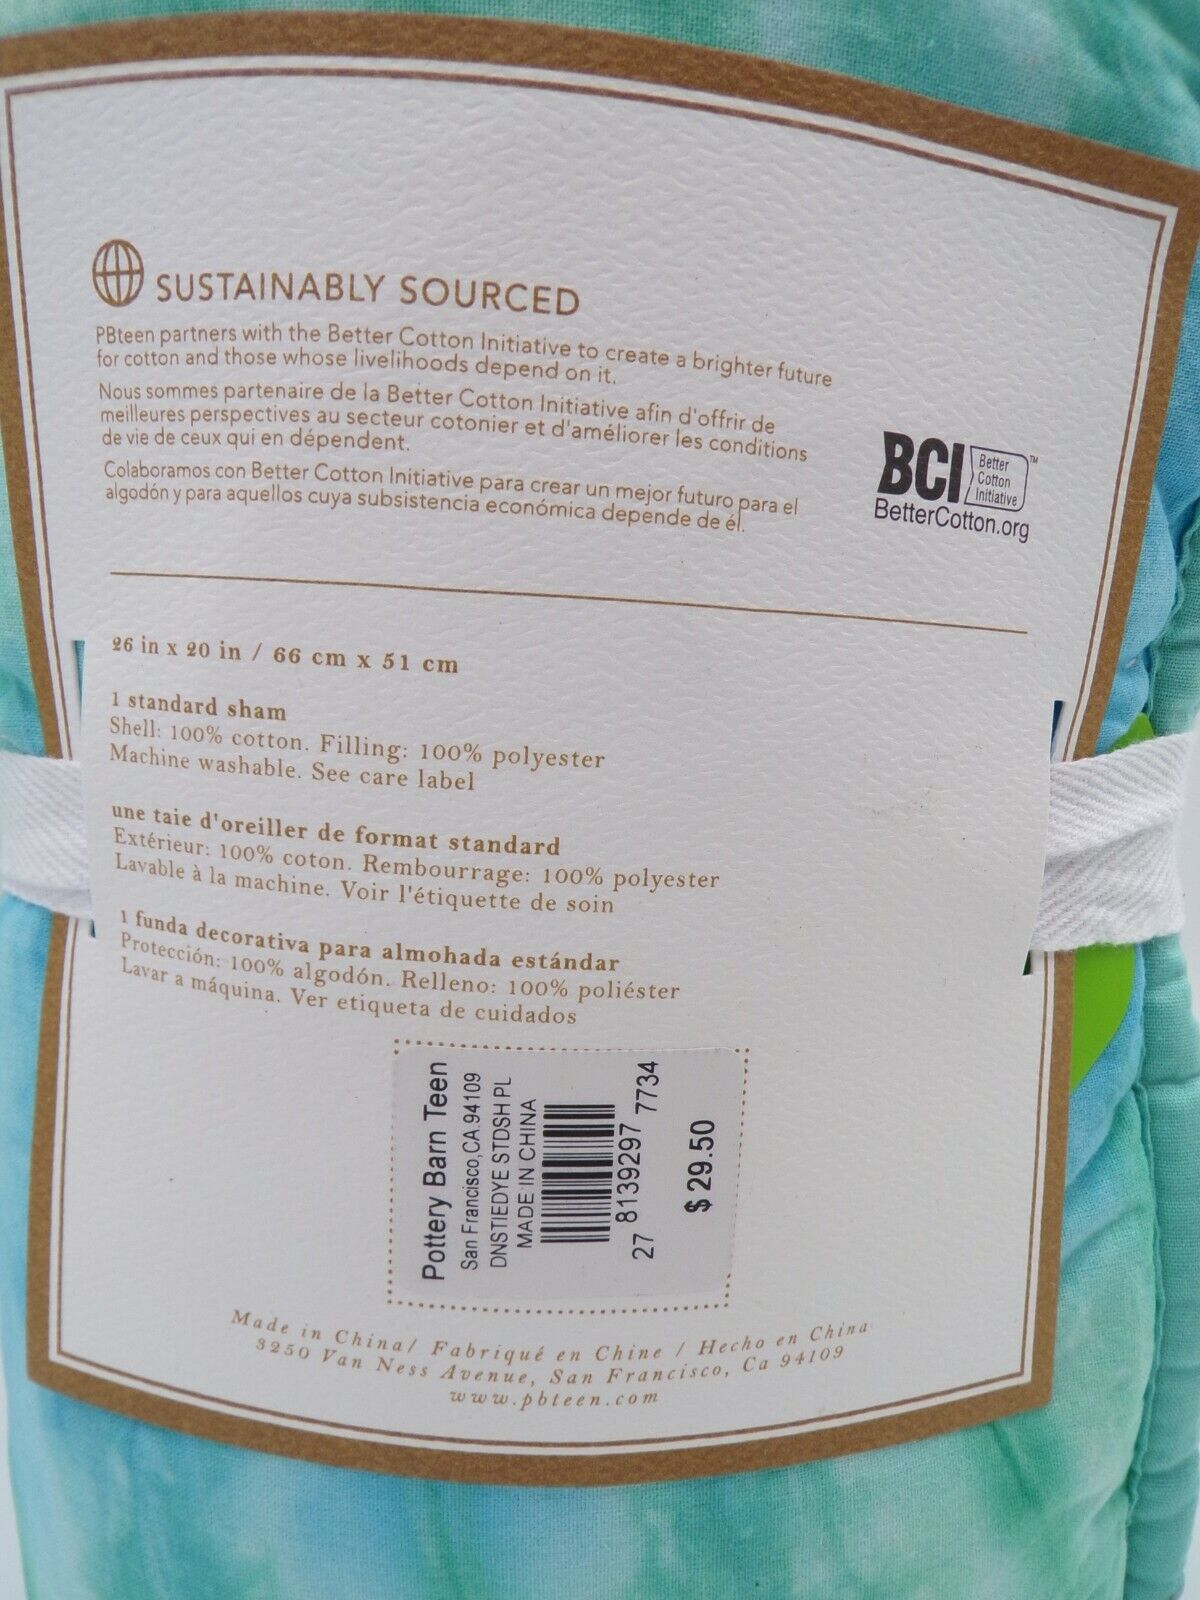 SUSTAINABLY SOURCED
PBteen partners with the Better Cotton Initiative to create a brighter future
for cotton and those whose livelihoods depend on it.
Nous sommes partenaire de la Better Cotton Initiative afin d'offrir de
meilleures perspectives au secteur cotonier et d'améliorer les conditions
de vie de ceux qui en dépendent.
Colaboramos con Better Cotton Initiative para crear un mejor futuro para el
algodón y para aquellos cuya subsistencia económica depende de él.
BCI
Better
Cotton
Initiative
™
BetterCotton.org
26 in x 20 in / 66 cm x 51 cm
1 standard sham
Shell: 100% cotton. Filling: 100% polyester
Machine washable. See care label
une taie d'oreiller de format standard
Extérieur: 100% coton. Rembourrage: 100% polyester
Lavable à la machine. Voir l'étiquette de soin
1 funda decorativa para almohada estándar
Protección: 100% algodón. Relleno: 100% poliéster
Lavar a máquina. Ver etiqueta de cuidados
Pottery Barn Teen
San Francisco,CA.94109
DNSTIEDYE STDSH PL
MADE IN CHINA
27 8139297 7734
$ 29.50
Made in China/ Fabriqué en Chine / Hecho en China
3250 Van Ness Avenue, San Francisco, Ca 94109
www.pbteen.com